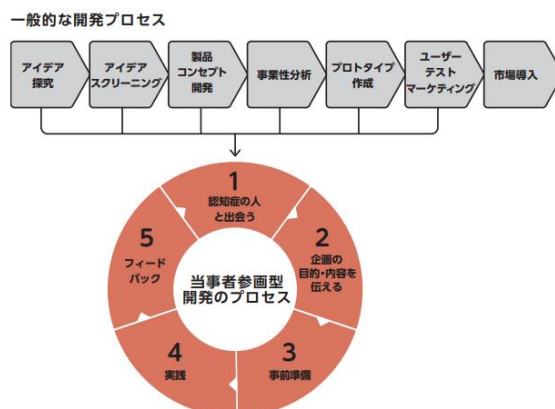 一般的な開発プロセス
アイデア
探究
アイデア
スクリーニング
製品
コンセプト
開発
事業性分析
プロトタイプ
作成
ユーザー
テスト
マーケティング
市場導入
1
認知症の人
と出会う
2
企画の
目的・内容を
伝える
3
事前準備
4
実践
5
フィード
バック
当事者参画型
開発のプロセス